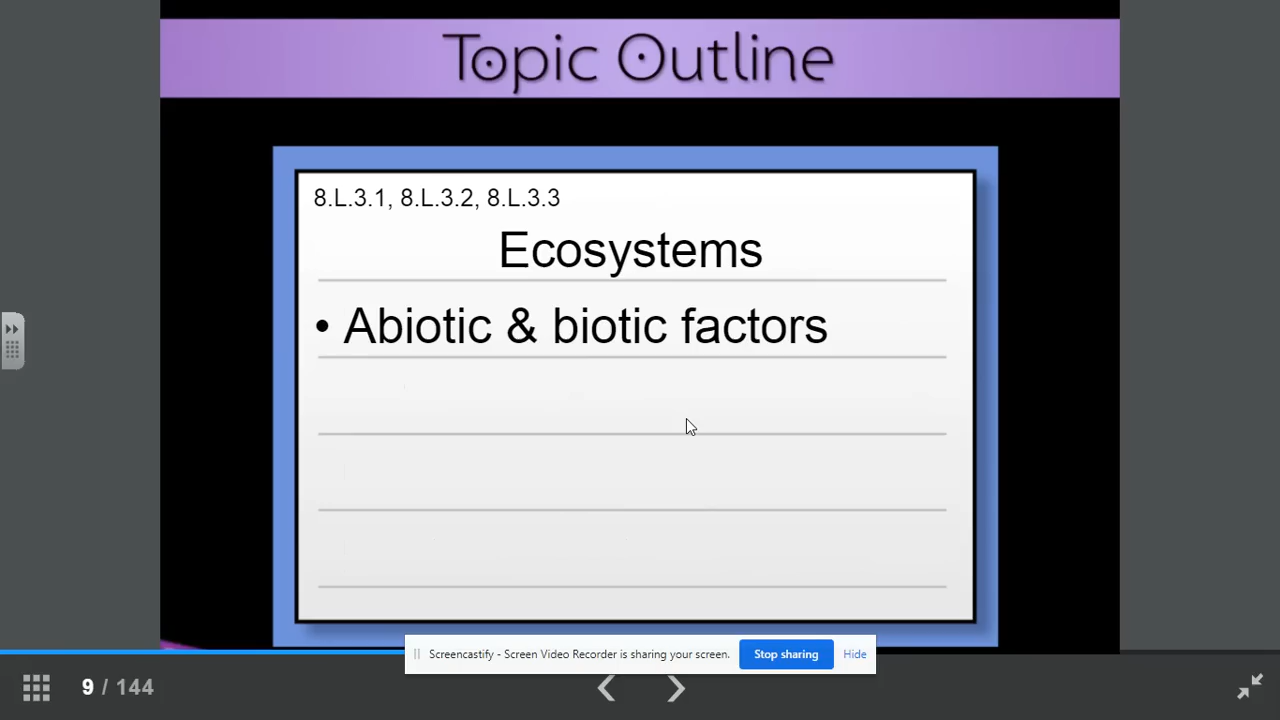 Topic Outline
8.L.3.1, 8.L.3.2, 8.L.3.3
Ecosystems
• Abiotic & biotic factors
Screencastify - Screen Video Recorder is sharing your screen. Stop sharing Hide
9 / 144